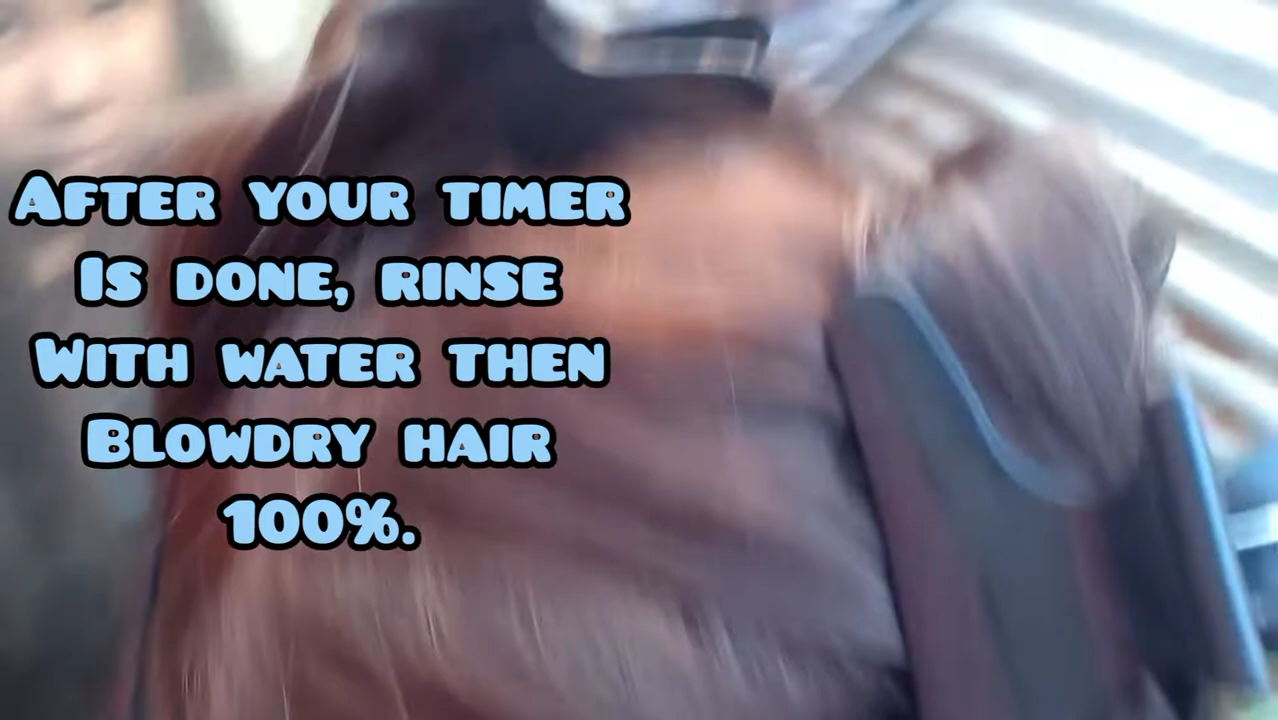 After your timer
Is done, rinse
With water then
Blowdry hair
100%.